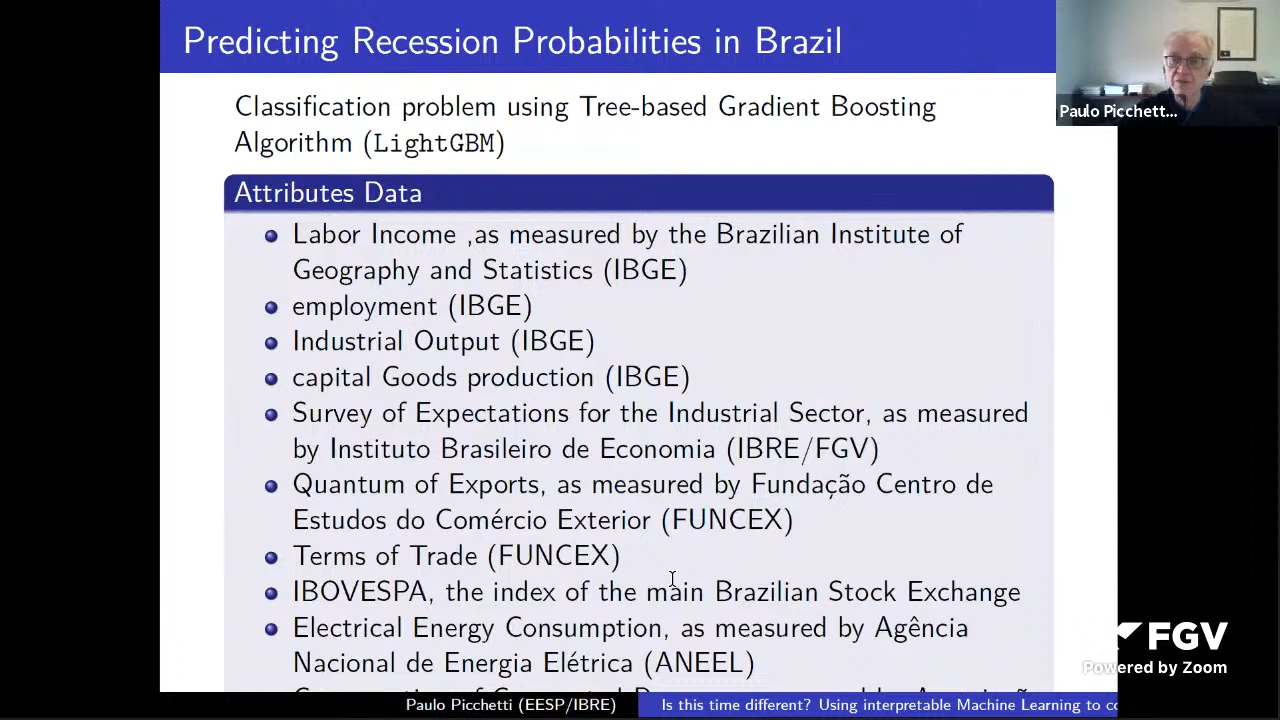 Predicting Recession Probabilities in Brazil
Paulo Picchett...
Classification problem using Tree-based Gradient Boosting
Algorithm (LightGBM)
Attributes Data
Labor Income ,as measured by the Brazilian Institute of
Geography and Statistics (IBGE)
employment (IBGE)
Industrial Output (IBGE)
capital Goods production (IBGE)
Survey of Expectations for the Industrial Sector, as measured
by Instituto Brasileiro de Economia (IBRE/FGV)
Quantum of Exports, as measured by Fundação Centro de
Estudos do Comércio Exterior (FUNCEX)
Terms of Trade (FUNCEX)
IBOVESPA, the index of the main Brazilian Stock Exchange
Electrical Energy Consumption, as measured by Agência
Nacional de Energia Elétrica (ANEEL)
FGV
Powered by Zoom
Paulo Picchetti (EESP/IBRE)
Is this time different? Using interpretable Machine Learning to co